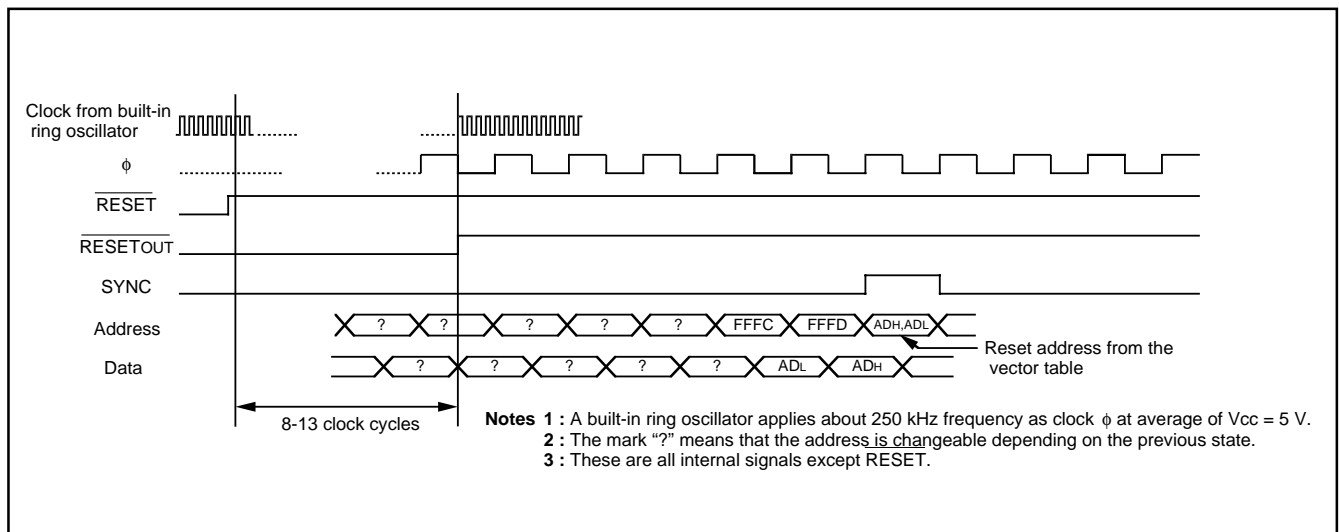 Clock from built-in
ring oscillator
ϕ
RESET
RESETOUT
SYNC
Address
? ? ? ? ? FFFC FFFD ADH,ADL
Data
? ? ? ? ? ADL ADH
Reset address from the
vector table
8-13 clock cycles
Notes 1 : A built-in ring oscillator applies about 250 kHz frequency as clock ϕ at average of Vcc = 5 V.
2 : The mark “?” means that the address is changeable depending on the previous state.
3 : These are all internal signals except RESET.